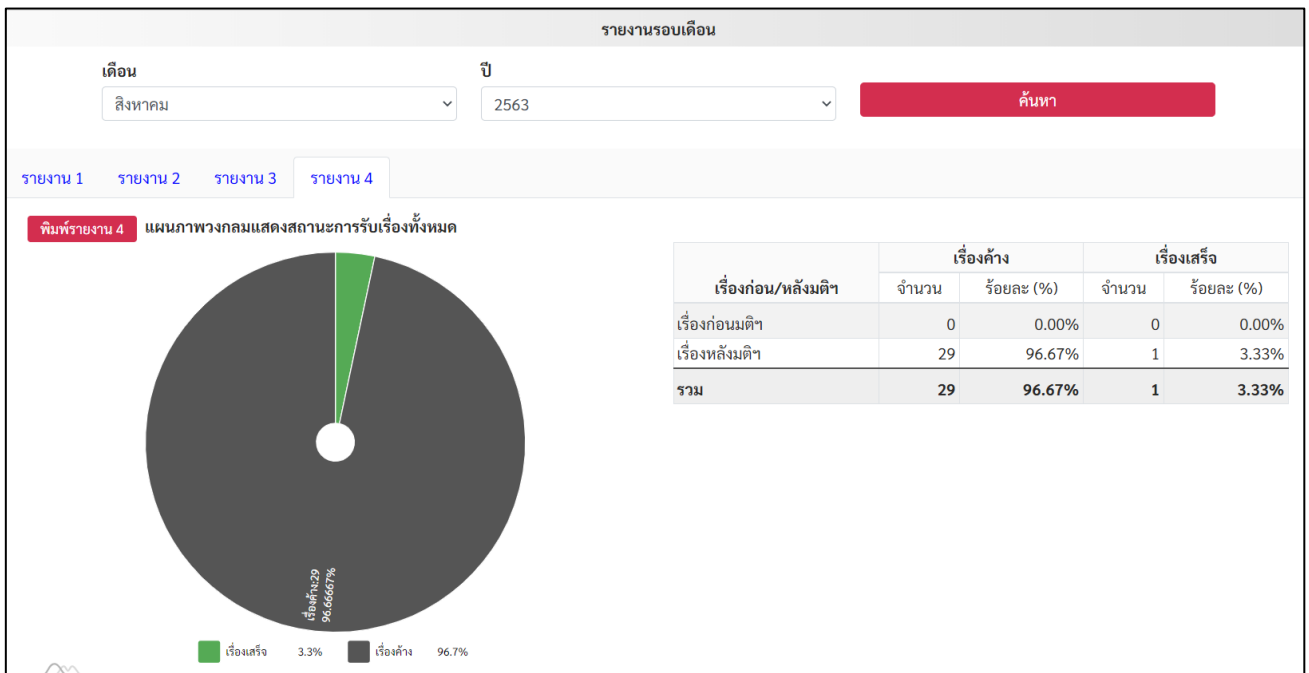 รายงานรอบเดือน
เดือน ปี
สิงหาคม 2563 ค้นหา
รายงาน 1 รายงาน 2 รายงาน 3 รายงาน 4
พิมพ์รายงาน 4 แผนภาพวงกลมแสดงสถานะการรับเรื่องทั้งหมด
เรื่องค้าง เรื่องเสร็จ
เรื่องก่อน/หลังมติฯ จำนวน ร้อยละ (%) จำนวน ร้อยละ (%)
เรื่องก่อนมติฯ 0 0.00% 0 0.00%
เรื่องหลังมติฯ 29 96.67% 1 3.33%
รวม 29 96.67% 1 3.33%
เรื่องค้าง:29
96.66667%
เรื่องเสร็จ 3.3% เรื่องค้าง 96.7%